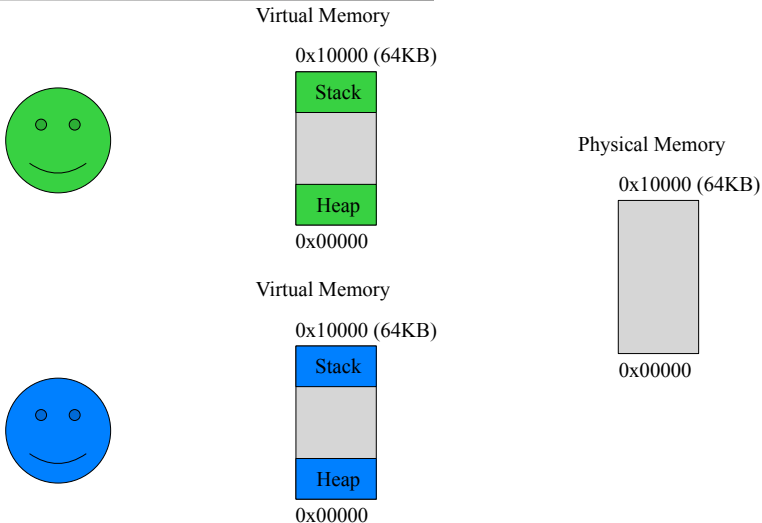 Virtual Memory
0x10000 (64KB)
Stack
Heap
0x00000
Physical Memory
0x10000 (64KB)
0x00000
Virtual Memory
0x10000 (64KB)
Stack
Heap
0x00000